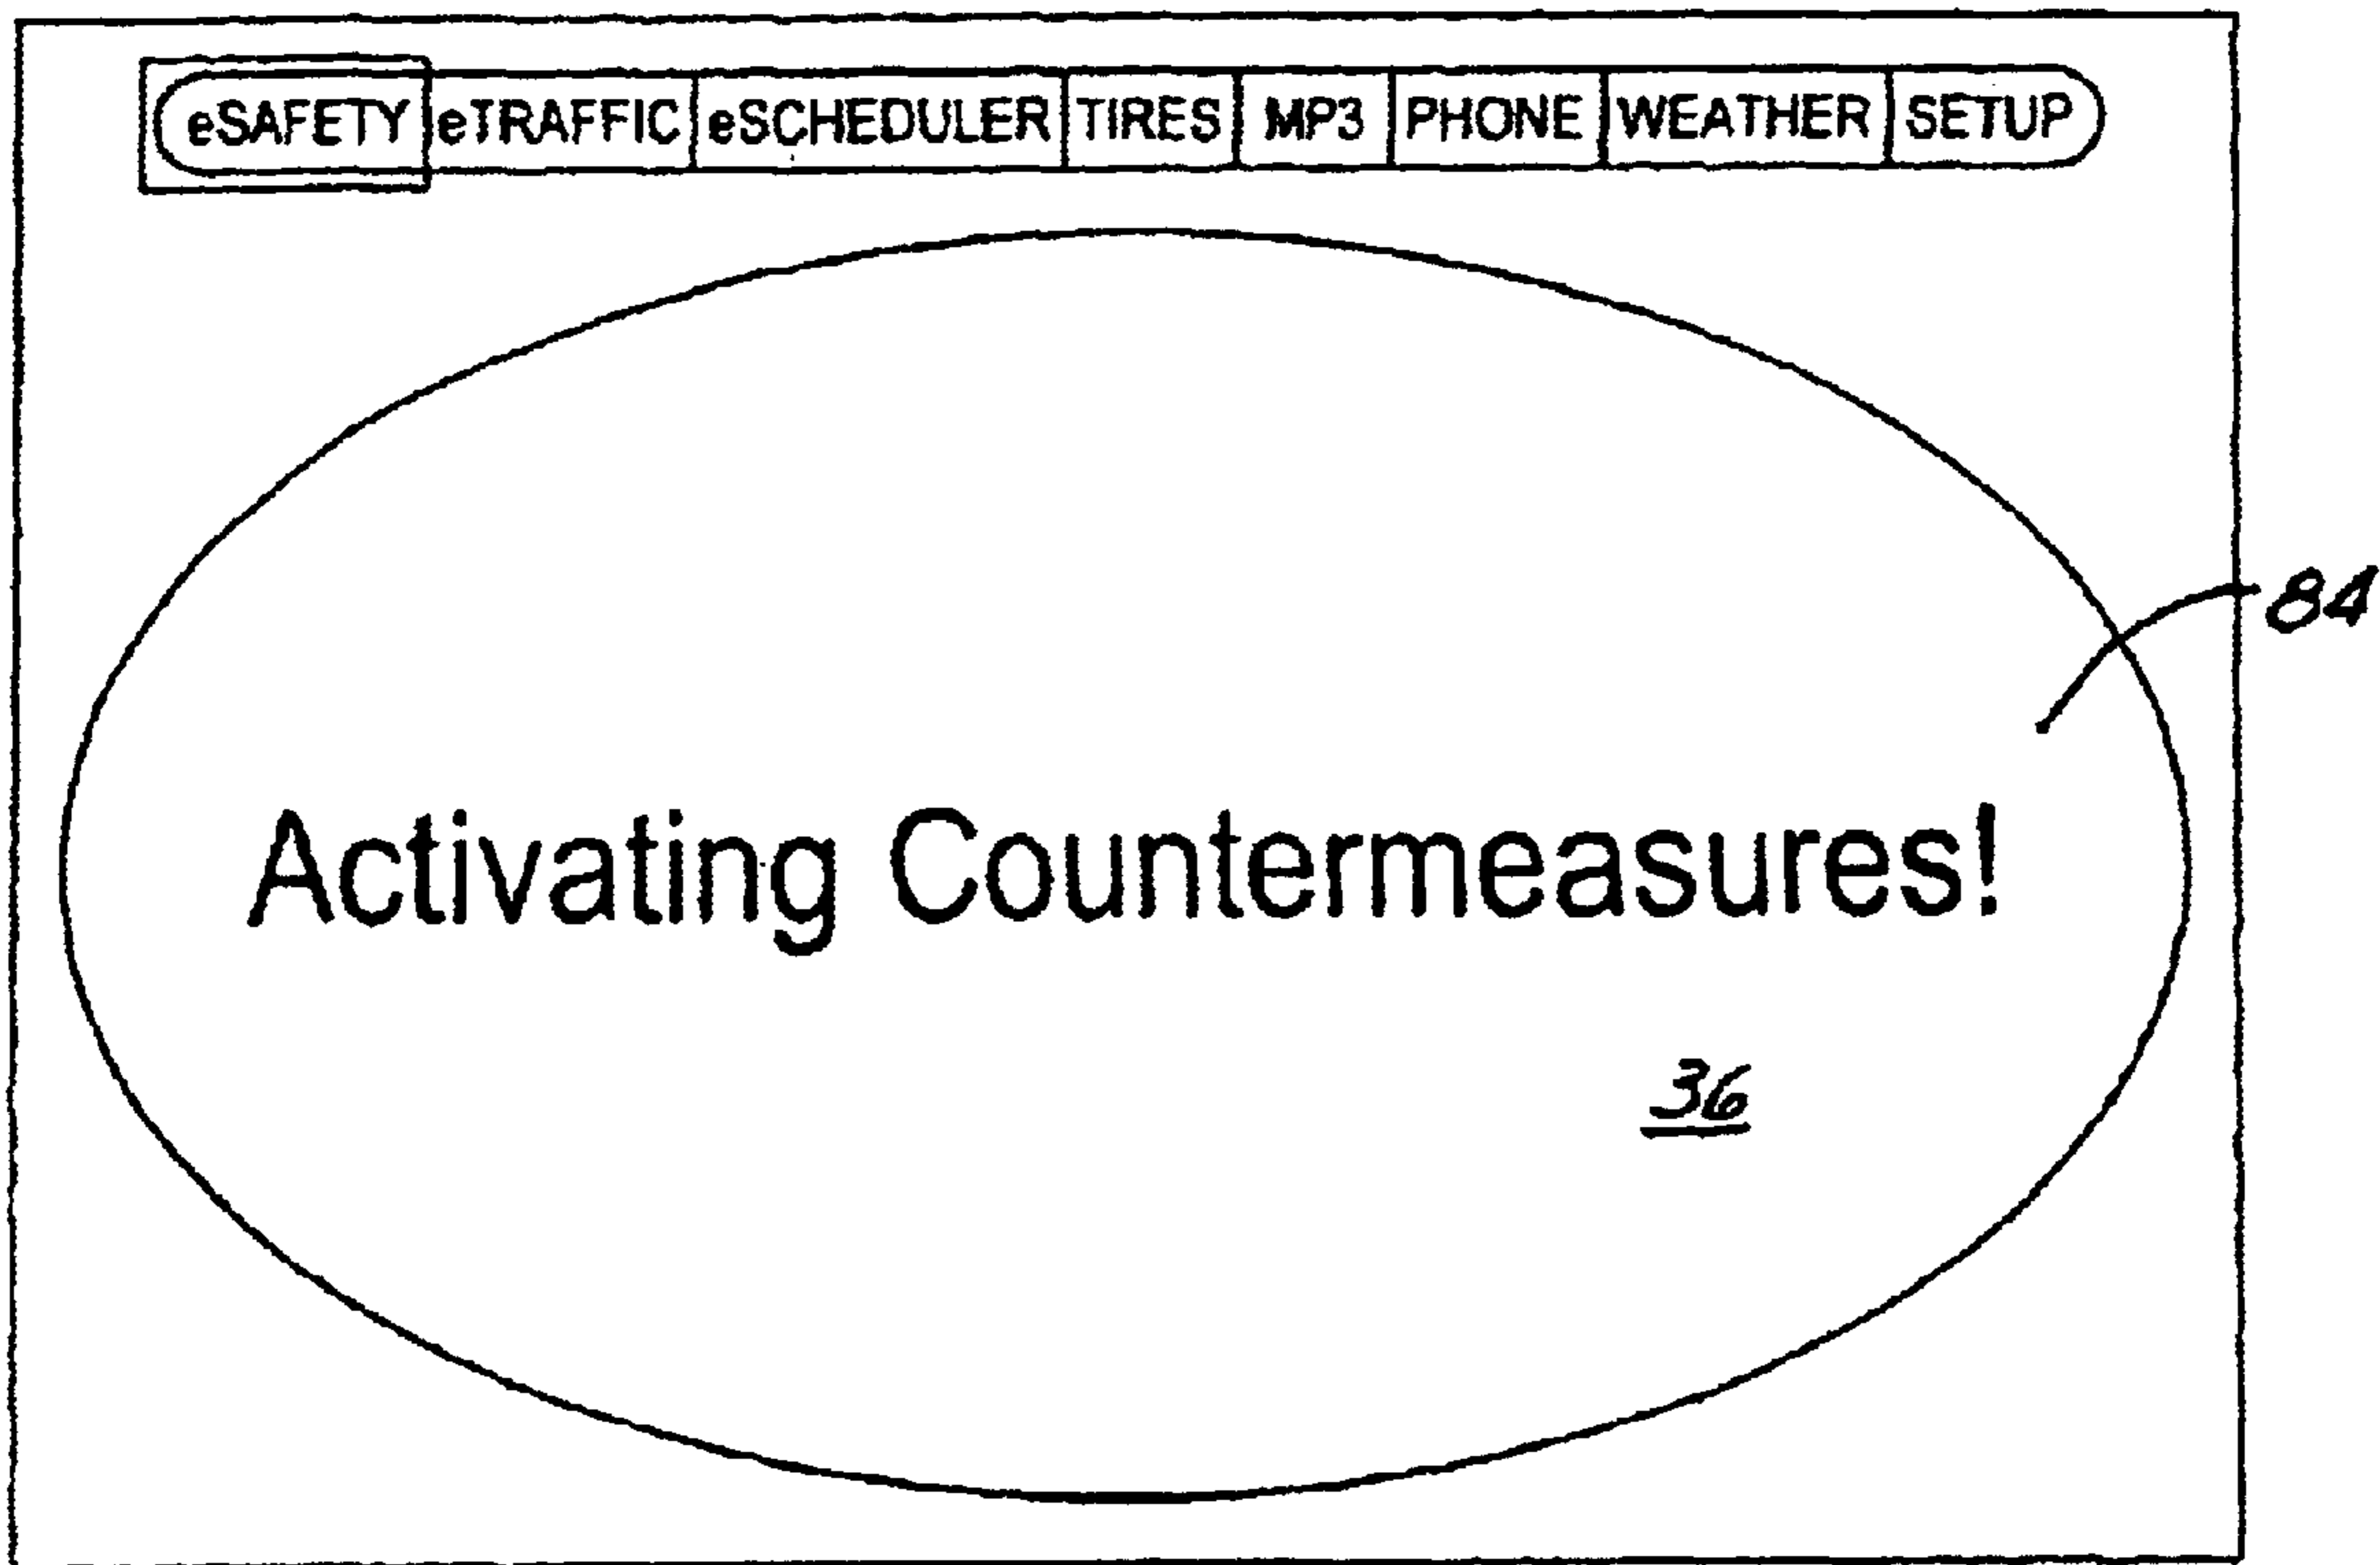 eSAFETY eTRAFFIC eSCHEDULER TIRES MP3 PHONE WEATHER SETUP
84
Activating Countermeasures!
36